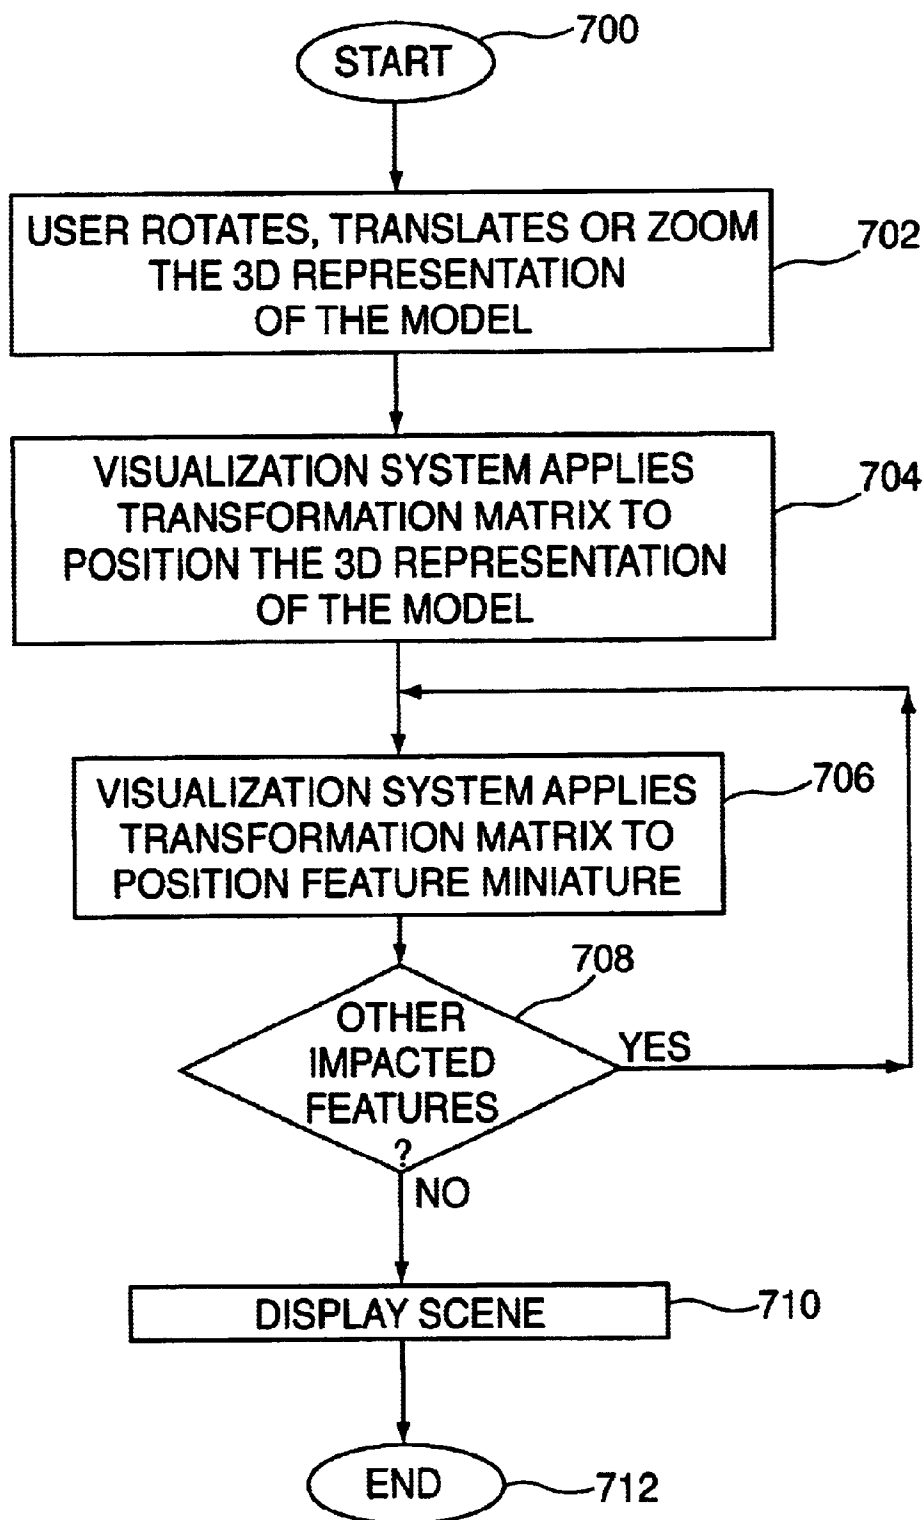 700
START
USER ROTATES, TRANSLATES OR ZOOM
THE 3D REPRESENTATION
OF THE MODEL
702
VISUALIZATION SYSTEM APPLIES
TRANSFORMATION MATRIX TO
POSITION THE 3D REPRESENTATION
OF THE MODEL
704
VISUALIZATION SYSTEM APPLIES
TRANSFORMATION MATRIX TO
POSITION FEATURE MINIATURE
706
708
OTHER
IMPACTED
FEATURES
?
YES
NO
DISPLAY SCENE
710
END
712